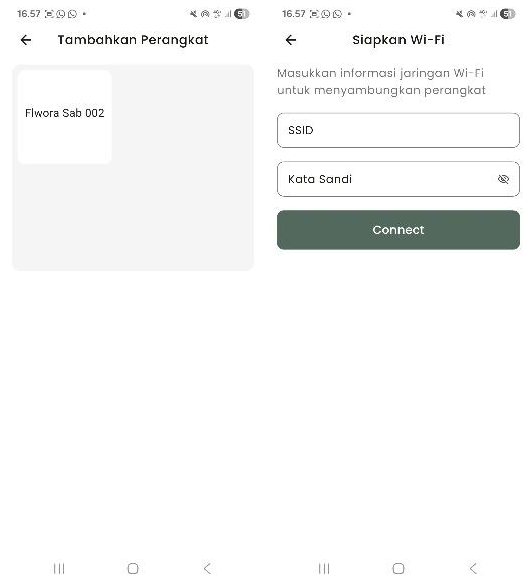 16.57
Tambahkan Perangkat
Flwora Sab 002
16.57
Siapkan Wi-Fi
Masukkan informasi jaringan Wi-Fi
untuk menyambungkan perangkat
SSID
Kata Sandi
Connect